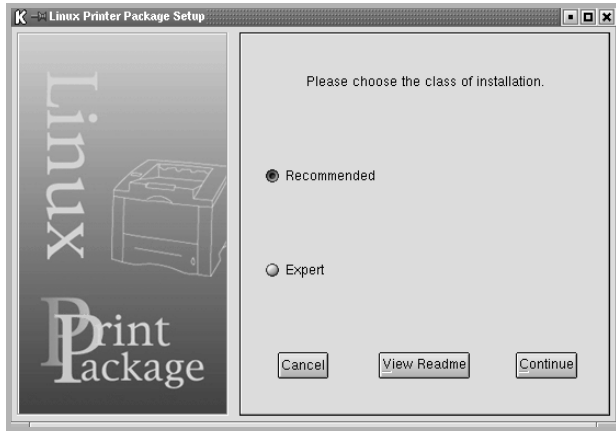 Linux Printer Package Setup
Linux
Print
Package
Please choose the class of installation.
Recommended
Expert
Cancel
View Readme
Continue